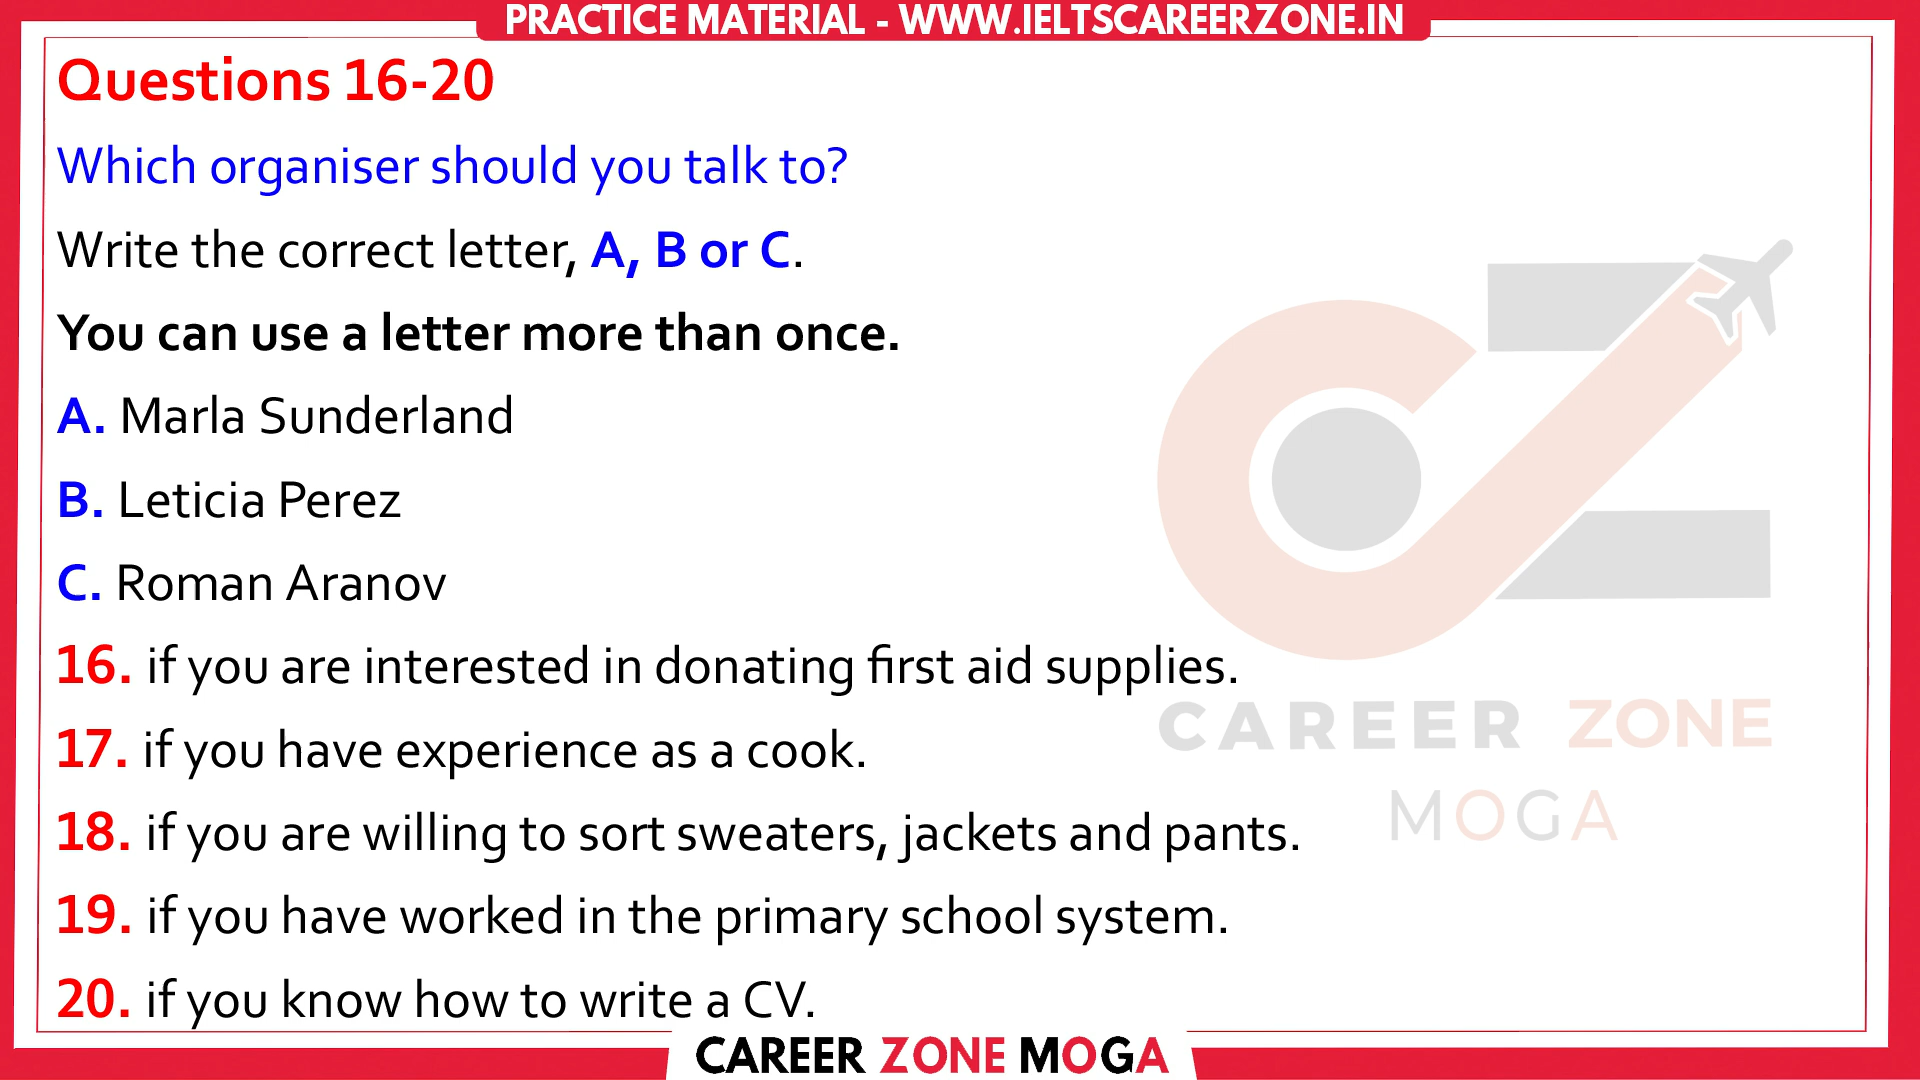 PRACTICE MATERIAL - WWW.IELTSCAREERZONE.IN
Questions 16-20
Which organiser should you talk to?
Write the correct letter, A, B or C.
You can use a letter more than once.
A. Marla Sunderland
B. Leticia Perez
C. Roman Aranov
16. if you are interested in donating first aid supplies.
17. if you have experience as a cook.
18. if you are willing to sort sweaters, jackets and pants.
19. if you have worked in the primary school system.
20. if you know how to write a CV.
CAREER ZONE
MOGA
CAREER ZONE MOGA